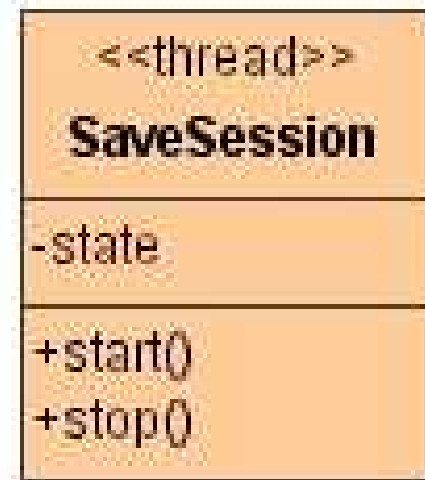 <<thread>>
SaveSession
-state
+start()
+stop()